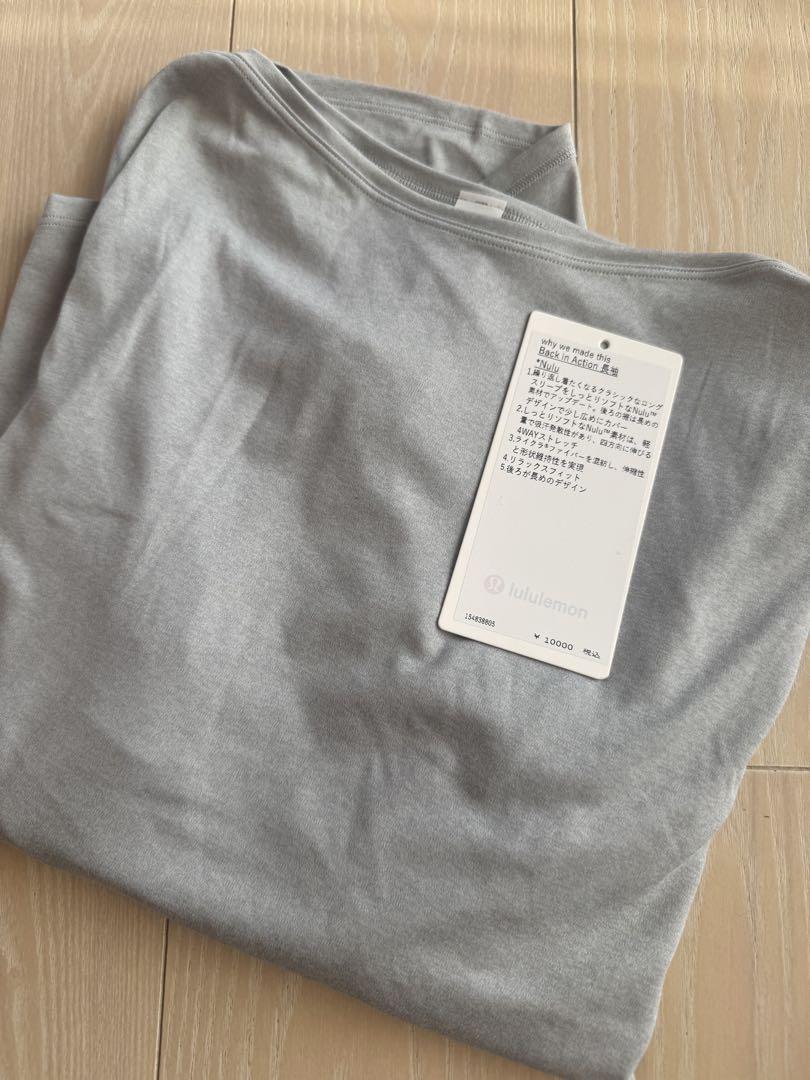 why we made this
Back in Action 長袖
*Nulu
1.繰り返し着たくなるクラシックなロング
スリーブをしっとりソフトなNulu™
素材でアップデート。後ろの裾は長めの
デザインで少し広めにカバー
2.しっとりソフトなNulu™素材は、軽
量で吸汗発散性があり、四方向に伸びる
4WAYストレッチ
3.ライクラ®ファイバーを混紡し、伸縮性
と形状維持性を実現
4.リラックスフィット
5.後ろが長めのデザイン
lululemon
154838805
¥ 10000 税込